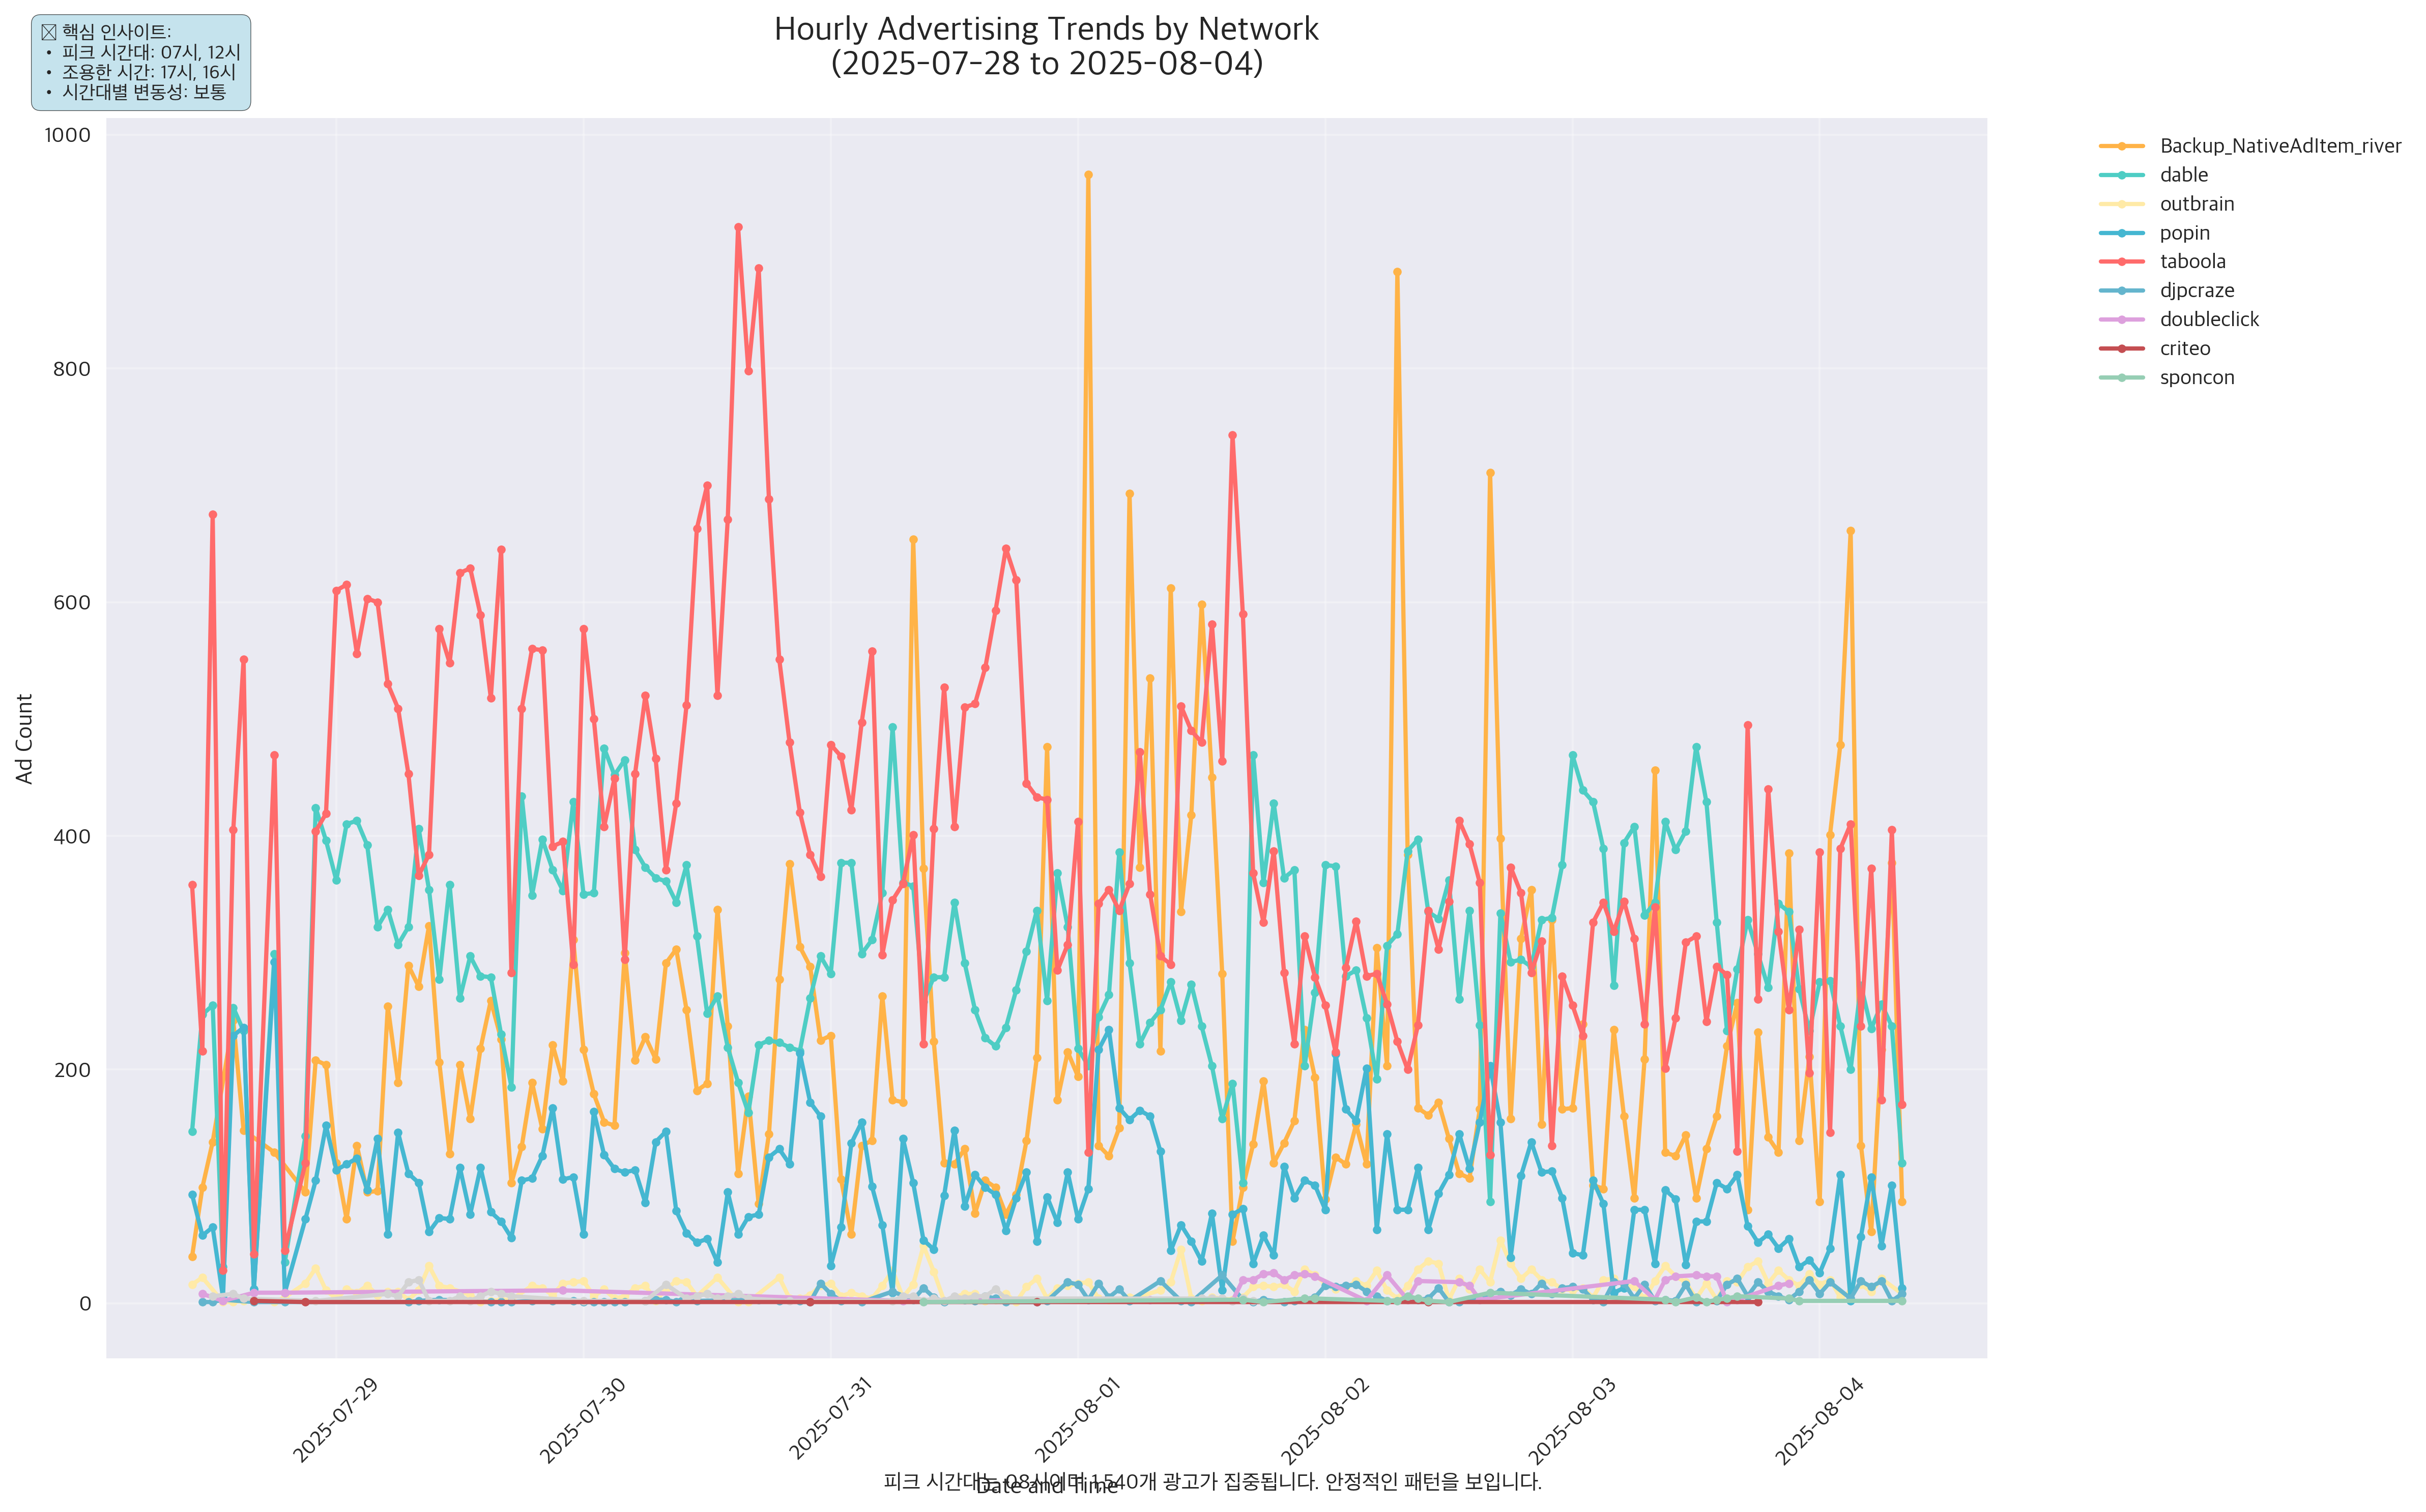 핵심 인사이트:
• 피크 시간대: 07시, 12시
• 조용한 시간: 17시, 16시
• 시간대별 변동성: 보통
Hourly Advertising Trends by Network
(2025-07-28 to 2025-08-04)
1000
800
600
400
200
0
Ad Count
Backup_NativeAdItem_river
dable
outbrain
popin
taboola
djpcraze
doubleclick
criteo
sponcon
2025-07-29
2025-07-30
2025-07-31
2025-08-01
2025-08-02
2025-08-03
2025-08-04
피크 시간대는 08시이며 1,540개 광고가 집중됩니다. 안정적인 패턴을 보입니다.
Date and Time